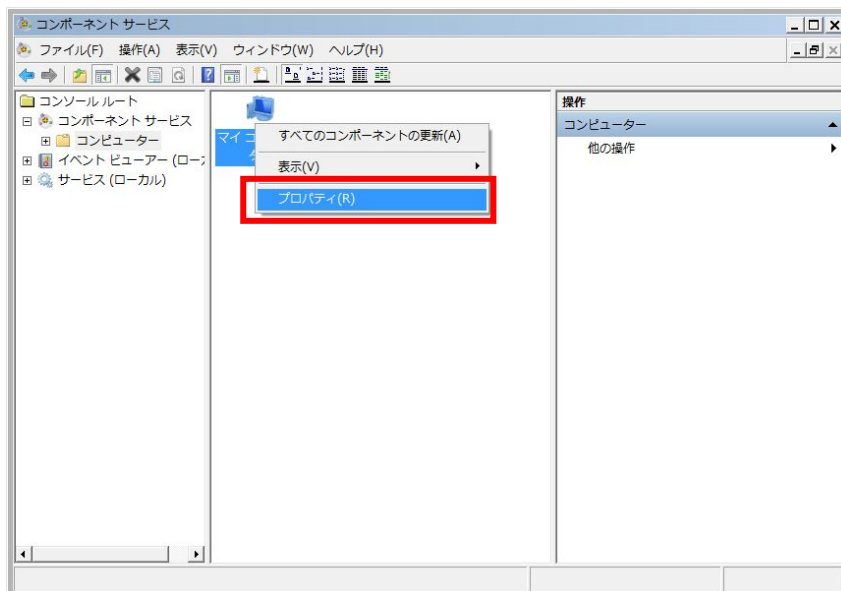 コンポーネント サービス
ファイル(F) 操作(A) 表示(V) ウィンドウ(W) ヘルプ(H)
コンソール ルート
コンポーネント サービス
コンピューター
イベント ビューアー (ロー
サービス (ローカル)
マイ コ
すべてのコンポーネントの更新(A)
表示(V)
プロパティ(R)
操作
コンピューター
他の操作